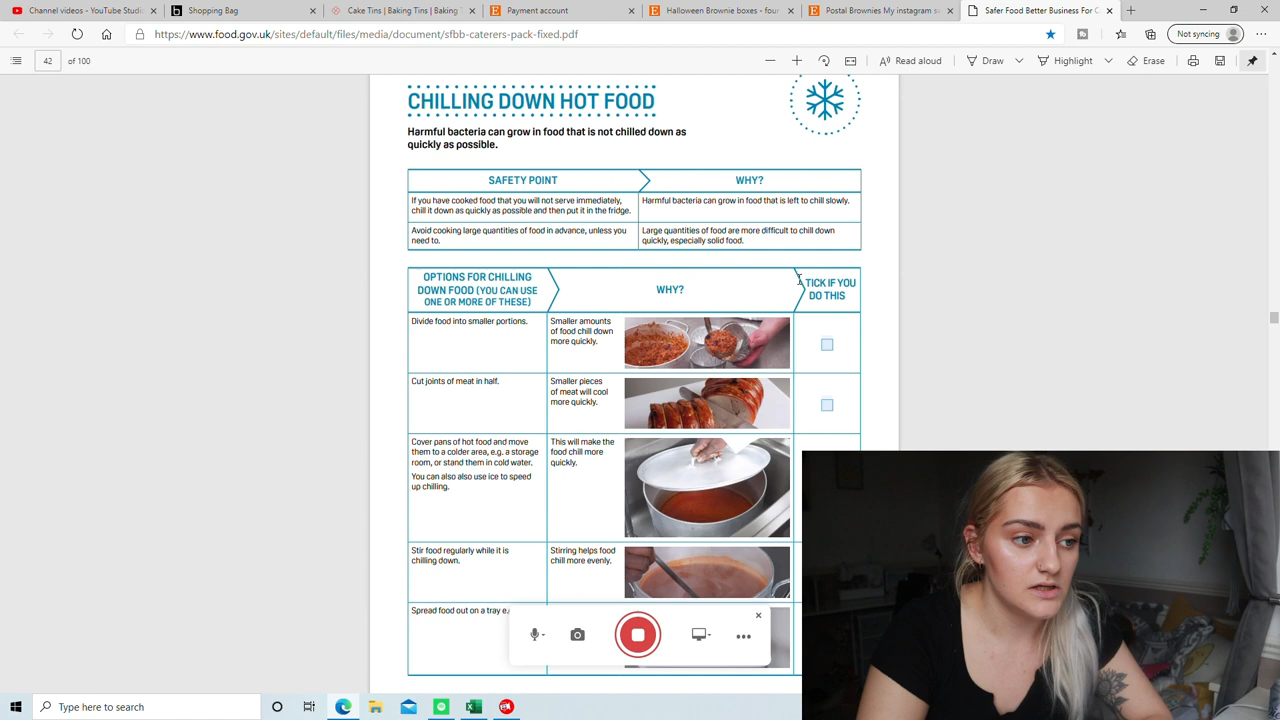 Channel videos - YouTube Studi
Shopping Bag
Cake Tins | Baking Tins | Baking
Payment account
Halloween Brownie boxes - four
Postal Brownies My instagram s
Safer Food Better Business For C
https://www.food.gov.uk/sites/default/files/media/document/sfbb-caterers-pack-fixed.pdf
Not syncing
42 of 100
Read aloud
Draw
Highlight
Erase
CHILLING DOWN HOT FOOD
Harmful bacteria can grow in food that is not chilled down as
quickly as possible.
SAFETY POINT
WHY?
If you have cooked food that you will not serve immediately,
chill it down as quickly as possible and then put it in the fridge.
Harmful bacteria can grow in food that is left to chill slowly.
Avoid cooking large quantities of food in advance, unless you
need to.
Large quantities of food are more difficult to chill down
quickly, especially solid food.
OPTIONS FOR CHILLING
DOWN FOOD (YOU CAN USE
ONE OR MORE OF THESE)
WHY?
TICK IF YOU
DO THIS
Divide food into smaller portions.
Smaller amounts
of food chill down
more quickly.
Cut joints of meat in half.
Smaller pieces
of meat will cool
more quickly.
Cover pans of hot food and move
them to a colder area, e.g. a storage
room, or stand them in cold water.
You can also also use ice to speed
up chilling.
This will make the
food chill more
quickly.
Stir food regularly while it is
chilling down.
Stirring helps food
chill more evenly.
Spread food out on a tray e.
Type here to search